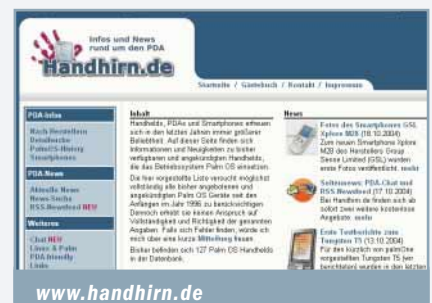 Infos und News
rund um den PDA
Handhirn.de
Startseite / Gästebuch / Kontakt / Impressum
PDA-Infos
Nach Herstellern
Detailsuche
PalmOS-History
Smartphones
PDA-News
Aktuelle News
News-Suche
RSS-Newsfeed NEU
Weiteres
Chat NEU
Linux & Palm
PDA friendly
Links
Inhalt
Handhelds, PDAs und Smartphones erfreuen
sich in den letzten Jahren immer größerer
Beliebtheit. Auf dieser Seite finden sich
Informationen und Neuigkeiten zu bisher
verfügbaren und angekündigten Handhelds,
die das Betriebssystem Palm OS einsetzen.
Die hier vorgestellte Liste versucht möglichst
vollständig alle bisher angebotenen und
angekündigten Palm OS Geräte seit den
Anfängen im Jahr 1996 zu berücksichtigen.
Dennoch erhebt sie keinen Anspruch auf
Vollständigkeit und Richtigkeit der genannten
Angaben. Falls sich Fehler finden, würde ich
mich über eine kurze Mitteilung freuen.
Bisher befinden sich 127 Palm OS Handhelds
in der Datenbank.
News
Fotos des Smartphones GSL
Xplore M28 (18.10.2004)
Zum neuen Smartphone Xplore
M28 des Herstellers Group
Sense Limited (GSL) wurden
erste Fotos veröffentlicht. mehr
Seitennews: PDA-Chat und
RSS-Newsfeed (17.10.2004)
Bei Handhirn.de finden sich ab
sofort zwei weitere kostenlose
Angebote. mehr
Erste Testberichte zum
Tungsten T5 (13.10.2004)
Für den kürzlich von palmOne
vorgestellten Tungsten T5 (wir
berichteten) wurden in den letzten
www.handhirn.de